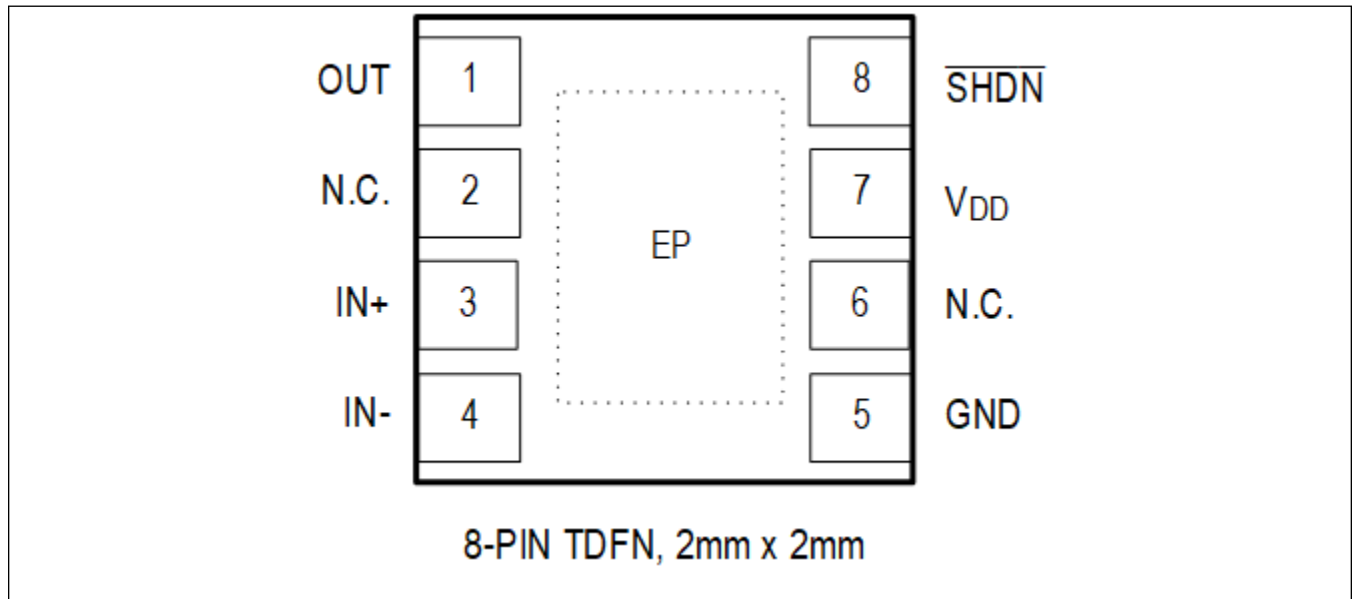 OUT 1 8 S̅H̅D̅N̅
N.C. 2 7 VDD
EP
IN+ 3 6 N.C.
IN- 4 5 GND
8-PIN TDFN, 2mm x 2mm